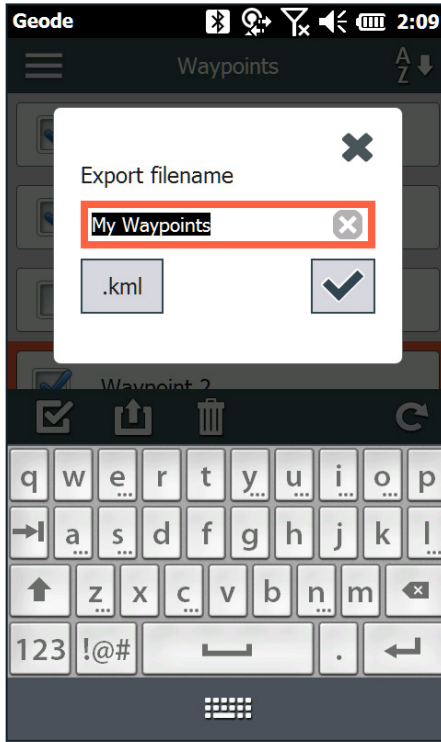 Geode 2:09
Waypoints A Z
Export filename
My Waypoints
.kml
Waypoint 2
q w e r t y u i o p
a s d f g h j k l
z x c v b n m
123 !@# .